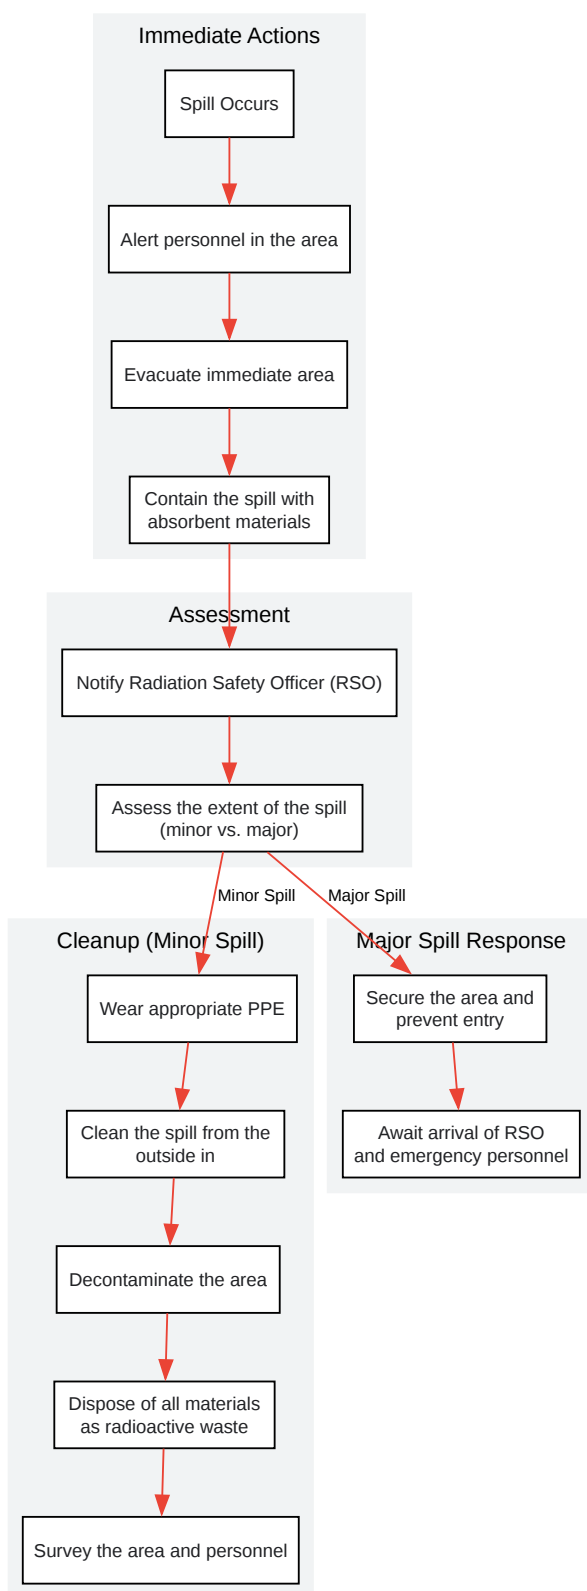 Immediate Actions
Spill Occurs
Alert personnel in the area
Evacuate immediate area
Contain the spill with
absorbent materials
Assessment
Notify Radiation Safety Officer (RSO)
Assess the extent of the spill
(minor vs. major)
Minor Spill
Major Spill
Cleanup (Minor Spill)
Wear appropriate PPE
Clean the spill from the
outside in
Decontaminate the area
Dispose of all materials
as radioactive waste
Survey the area and personnel
Major Spill Response
Secure the area and
prevent entry
Await arrival of RSO
and emergency personnel